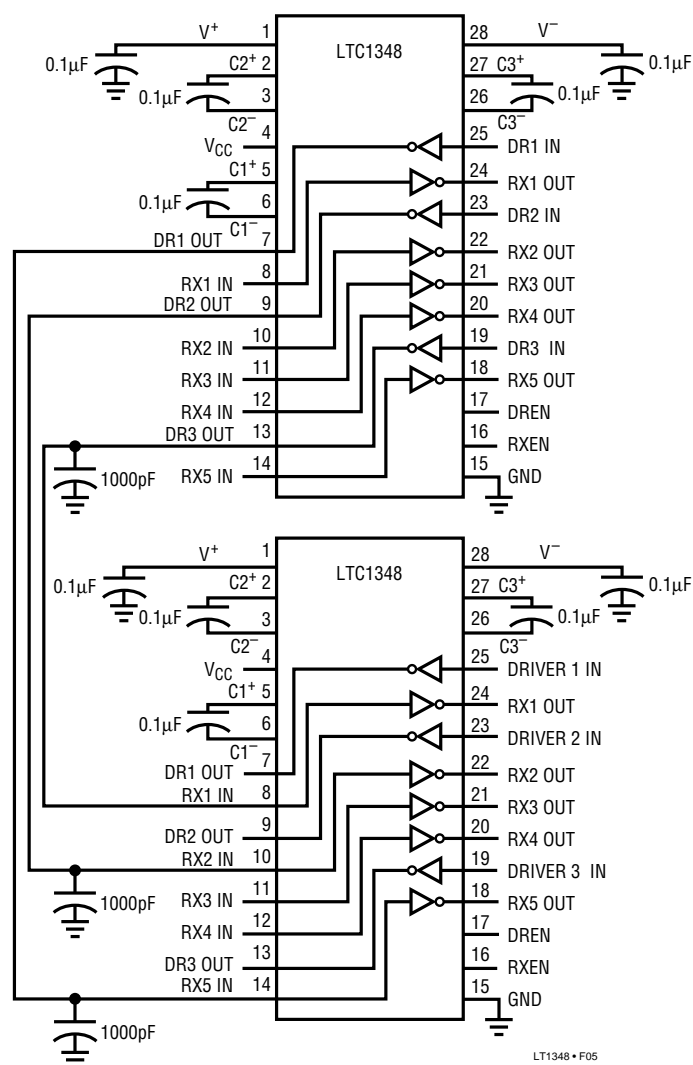 V+ 1 LTC1348 28 V−
0.1µF 0.1µF
C2+ 2 27 C3+
0.1µF 3 26 0.1µF
C2− C3−
4 25 DR1 IN
VCC
C1+ 5 24 RX1 OUT
0.1µF 6 23 DR2 IN
C1−
DR1 OUT 7 22 RX2 OUT
RX1 IN 8 21 RX3 OUT
DR2 OUT 9 20 RX4 OUT
RX2 IN 10 19 DR3 IN
RX3 IN 11 18 RX5 OUT
RX4 IN 12 17 DREN
DR3 OUT 13 16 RXEN
1000pF RX5 IN 14 15 GND
V+ 1 LTC1348 28 V−
0.1µF 0.1µF
C2+ 2 27 C3+
0.1µF 3 26 0.1µF
C2− C3−
4 25 DRIVER 1 IN
VCC
C1+ 5 24 RX1 OUT
0.1µF 6 23 DRIVER 2 IN
C1−
DR1 OUT 7 22 RX2 OUT
RX1 IN 8 21 RX3 OUT
DR2 OUT 9 20 RX4 OUT
RX2 IN 10 19 DRIVER 3 IN
1000pF RX3 IN 11 18 RX5 OUT
RX4 IN 12 17 DREN
DR3 OUT 13 16 RXEN
RX5 IN 14 15 GND
1000pF
LT1348 • F05